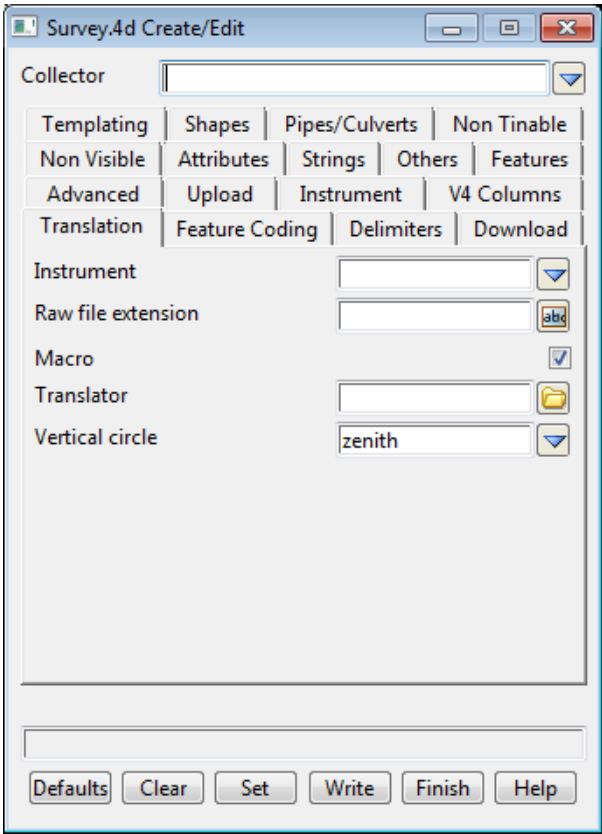 Survey.4d Create/Edit
Collector
Templating Shapes Pipes/Culverts Non Tinable
Non Visible Attributes Strings Others Features
Advanced Upload Instrument V4 Columns
Translation Feature Coding Delimiters Download
Instrument
Raw file extension abc
Macro
Translator
Vertical circle zenith
Defaults Clear Set Write Finish Help